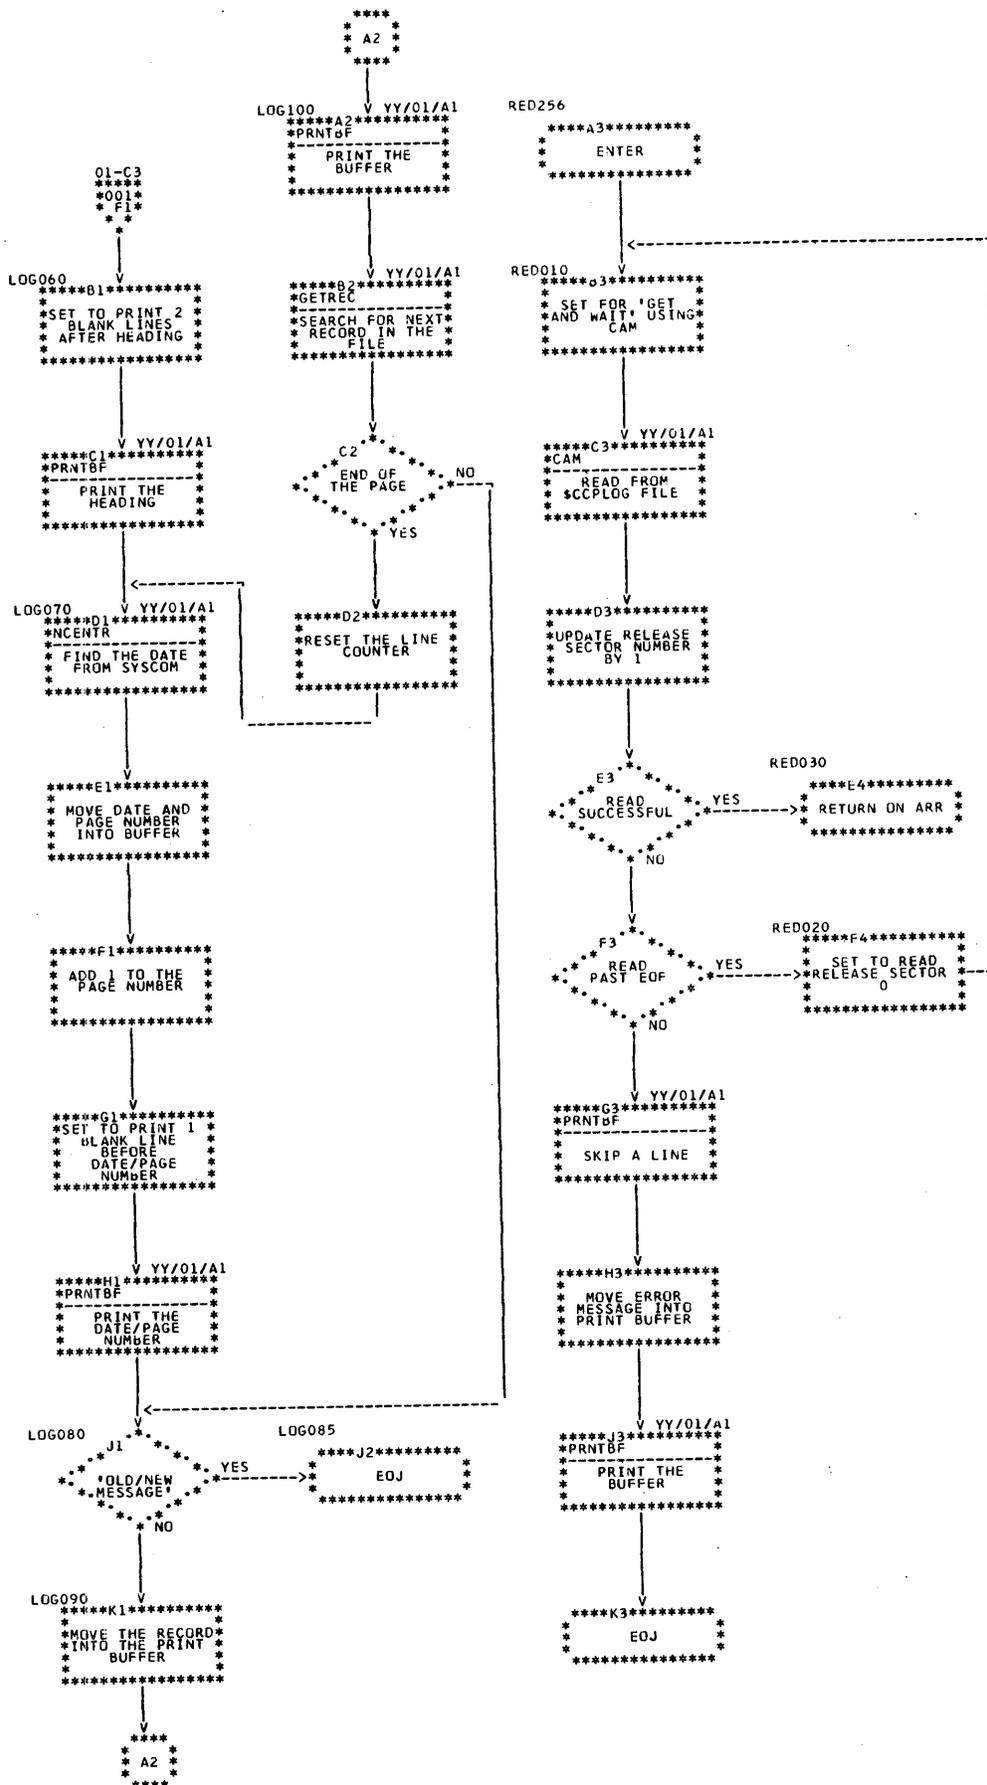 01-C3
001
F1
LOG060
B1
SET TO PRINT 2
BLANK LINES
AFTER HEADING
YY/01/A1
C1
PRNTBF
PRINT THE
HEADING
LOG070
YY/01/A1
D1
NCENTR
FIND THE DATE
FROM SYSCOM
E1
MOVE DATE AND
PAGE NUMBER
INTO BUFFER
F1
ADD 1 TO THE
PAGE NUMBER
G1
SET TO PRINT 1
BLANK LINE
BEFORE
DATE/PAGE
NUMBER
YY/01/A1
H1
PRNTBF
PRINT THE
DATE/PAGE
NUMBER
LOG080
J1
'OLD/NEW
MESSAGE'
YES
NO
LOG085
J2
EOJ
LOG090
K1
MOVE THE RECORD
INTO THE PRINT
BUFFER
A2
A2
LOG100
YY/01/A1
A2
PRNTBF
PRINT THE
BUFFER
YY/01/A1
B2
GETREC
SEARCH FOR NEXT
RECORD IN THE
FILE
C2
END OF
THE PAGE
NO
YES
D2
RESET THE LINE
COUNTER
RED256
A3
ENTER
RED010
B3
SET FOR 'GET
AND WAIT' USING
CAM
YY/01/A1
C3
CAM
READ FROM
$CCPLOG FILE
D3
UPDATE RELEASE
SECTOR NUMBER
BY 1
E3
READ
SUCCESSFUL
YES
NO
RED030
E4
RETURN ON ARR
F3
READ
PAST EOF
YES
NO
RED020
F4
SET TO READ
RELEASE SECTOR
0
YY/01/A1
G3
PRNTBF
SKIP A LINE
H3
MOVE ERROR
MESSAGE INTO
PRINT BUFFER
YY/01/A1
J3
PRNTBF
PRINT THE
BUFFER
K3
EOJ